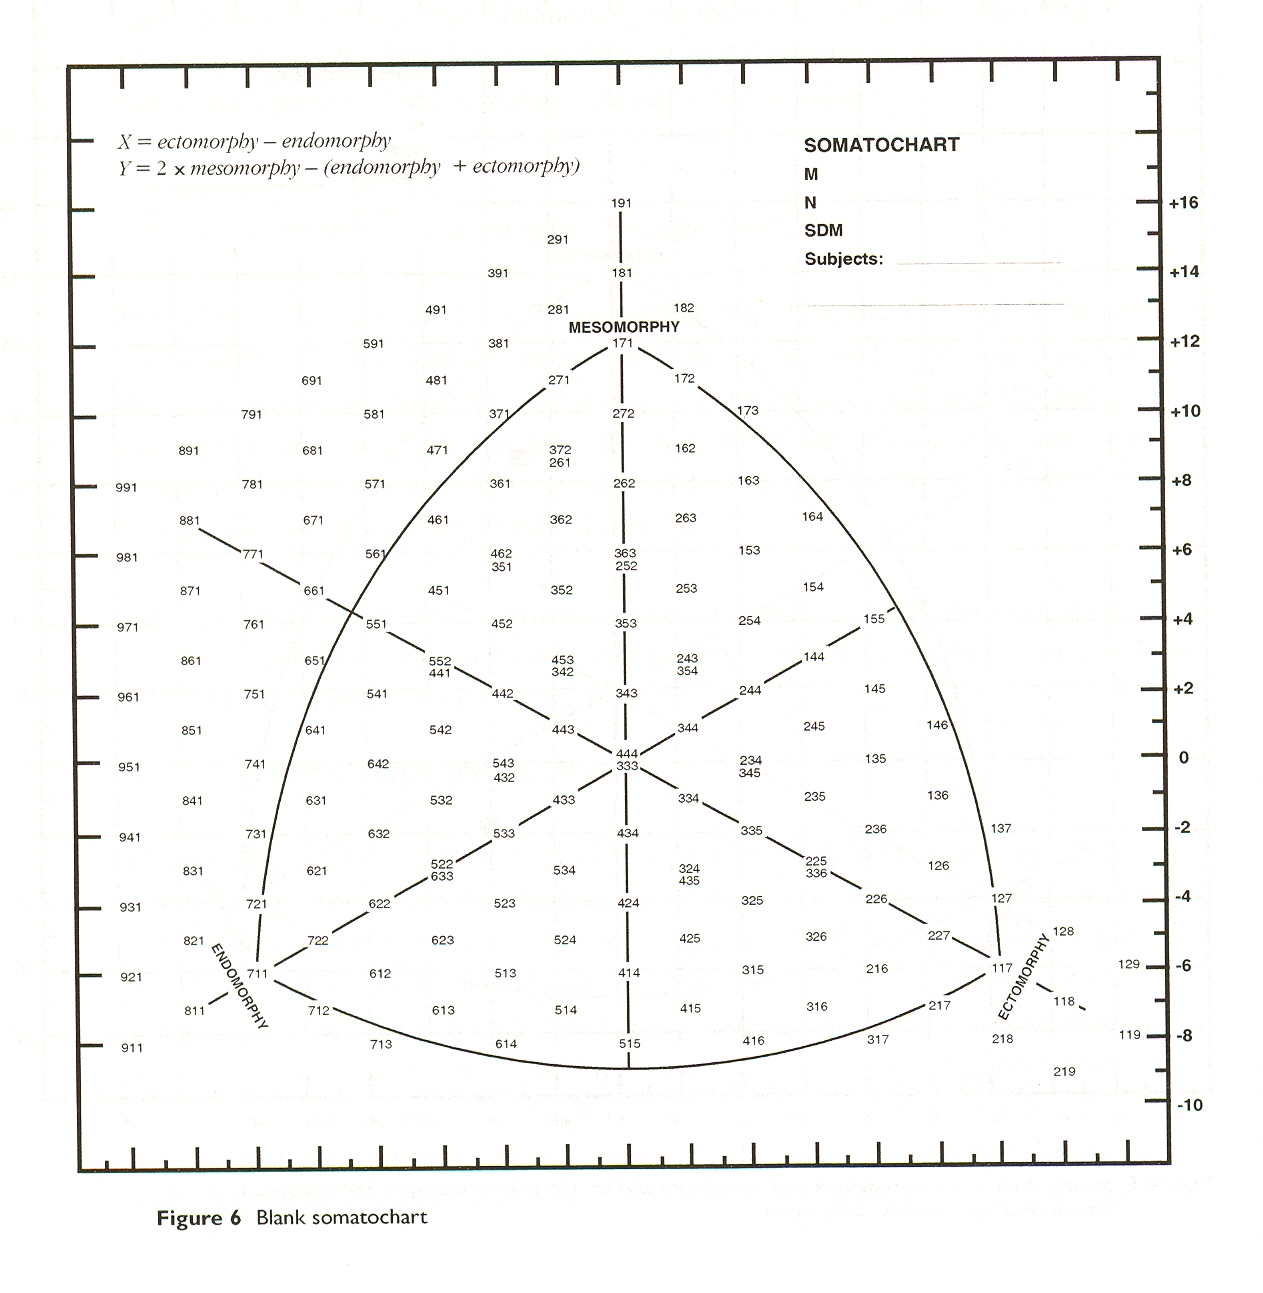 X = ectomorphy – endomorphy
Y = 2 × mesomorphy – (endomorphy + ectomorphy)
SOMATOCHART
M
N
SDM
Subjects:
191 +16
291
391 181 +14
491 281 182
MESOMORPHY
591 381 171 +12
691 481 271 172
791 581 371 272 173 +10
891 681 471 372 162
261
991 781 571 361 262 163 +8
881 671 461 362 263 164
981 771 561 462 363 153 +6
351 252
871 661 451 352 253 154
971 761 551 452 353 254 155 +4
861 651 552 453 243 144
441 342 354
961 751 541 442 343 244 145 +2
851 641 542 443 344 245 146
444
951 741 642 543 333 234 135 0
432 345
841 631 532 433 334 235 136
941 731 632 533 434 335 236 137 -2
831 621 522 534 324 225 126
633 435 336
931 721 622 523 424 325 226 127 -4
821 722 623 524 425 326 227 128
ENDOMORPHY
ECTOMORPHY
921 711 612 513 414 315 216 117 129 -6
811 712 613 514 415 316 217 118
911 713 614 515 416 317 218 119 -8
219
-10
Figure 6 Blank somatochart